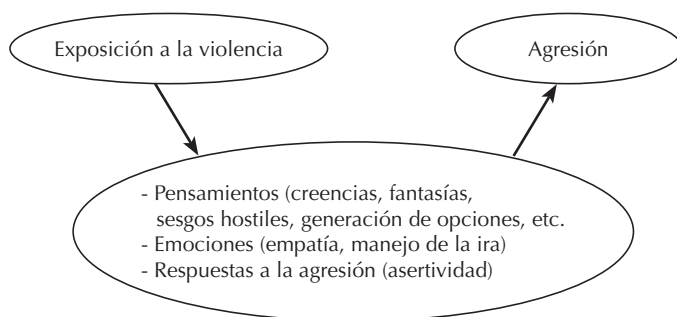 Exposición a la violencia
Agresión
- Pensamientos (creencias, fantasías,
sesgos hostiles, generación de opciones, etc.
- Emociones (empatía, manejo de la ira)
- Respuestas a la agresión (asertividad)